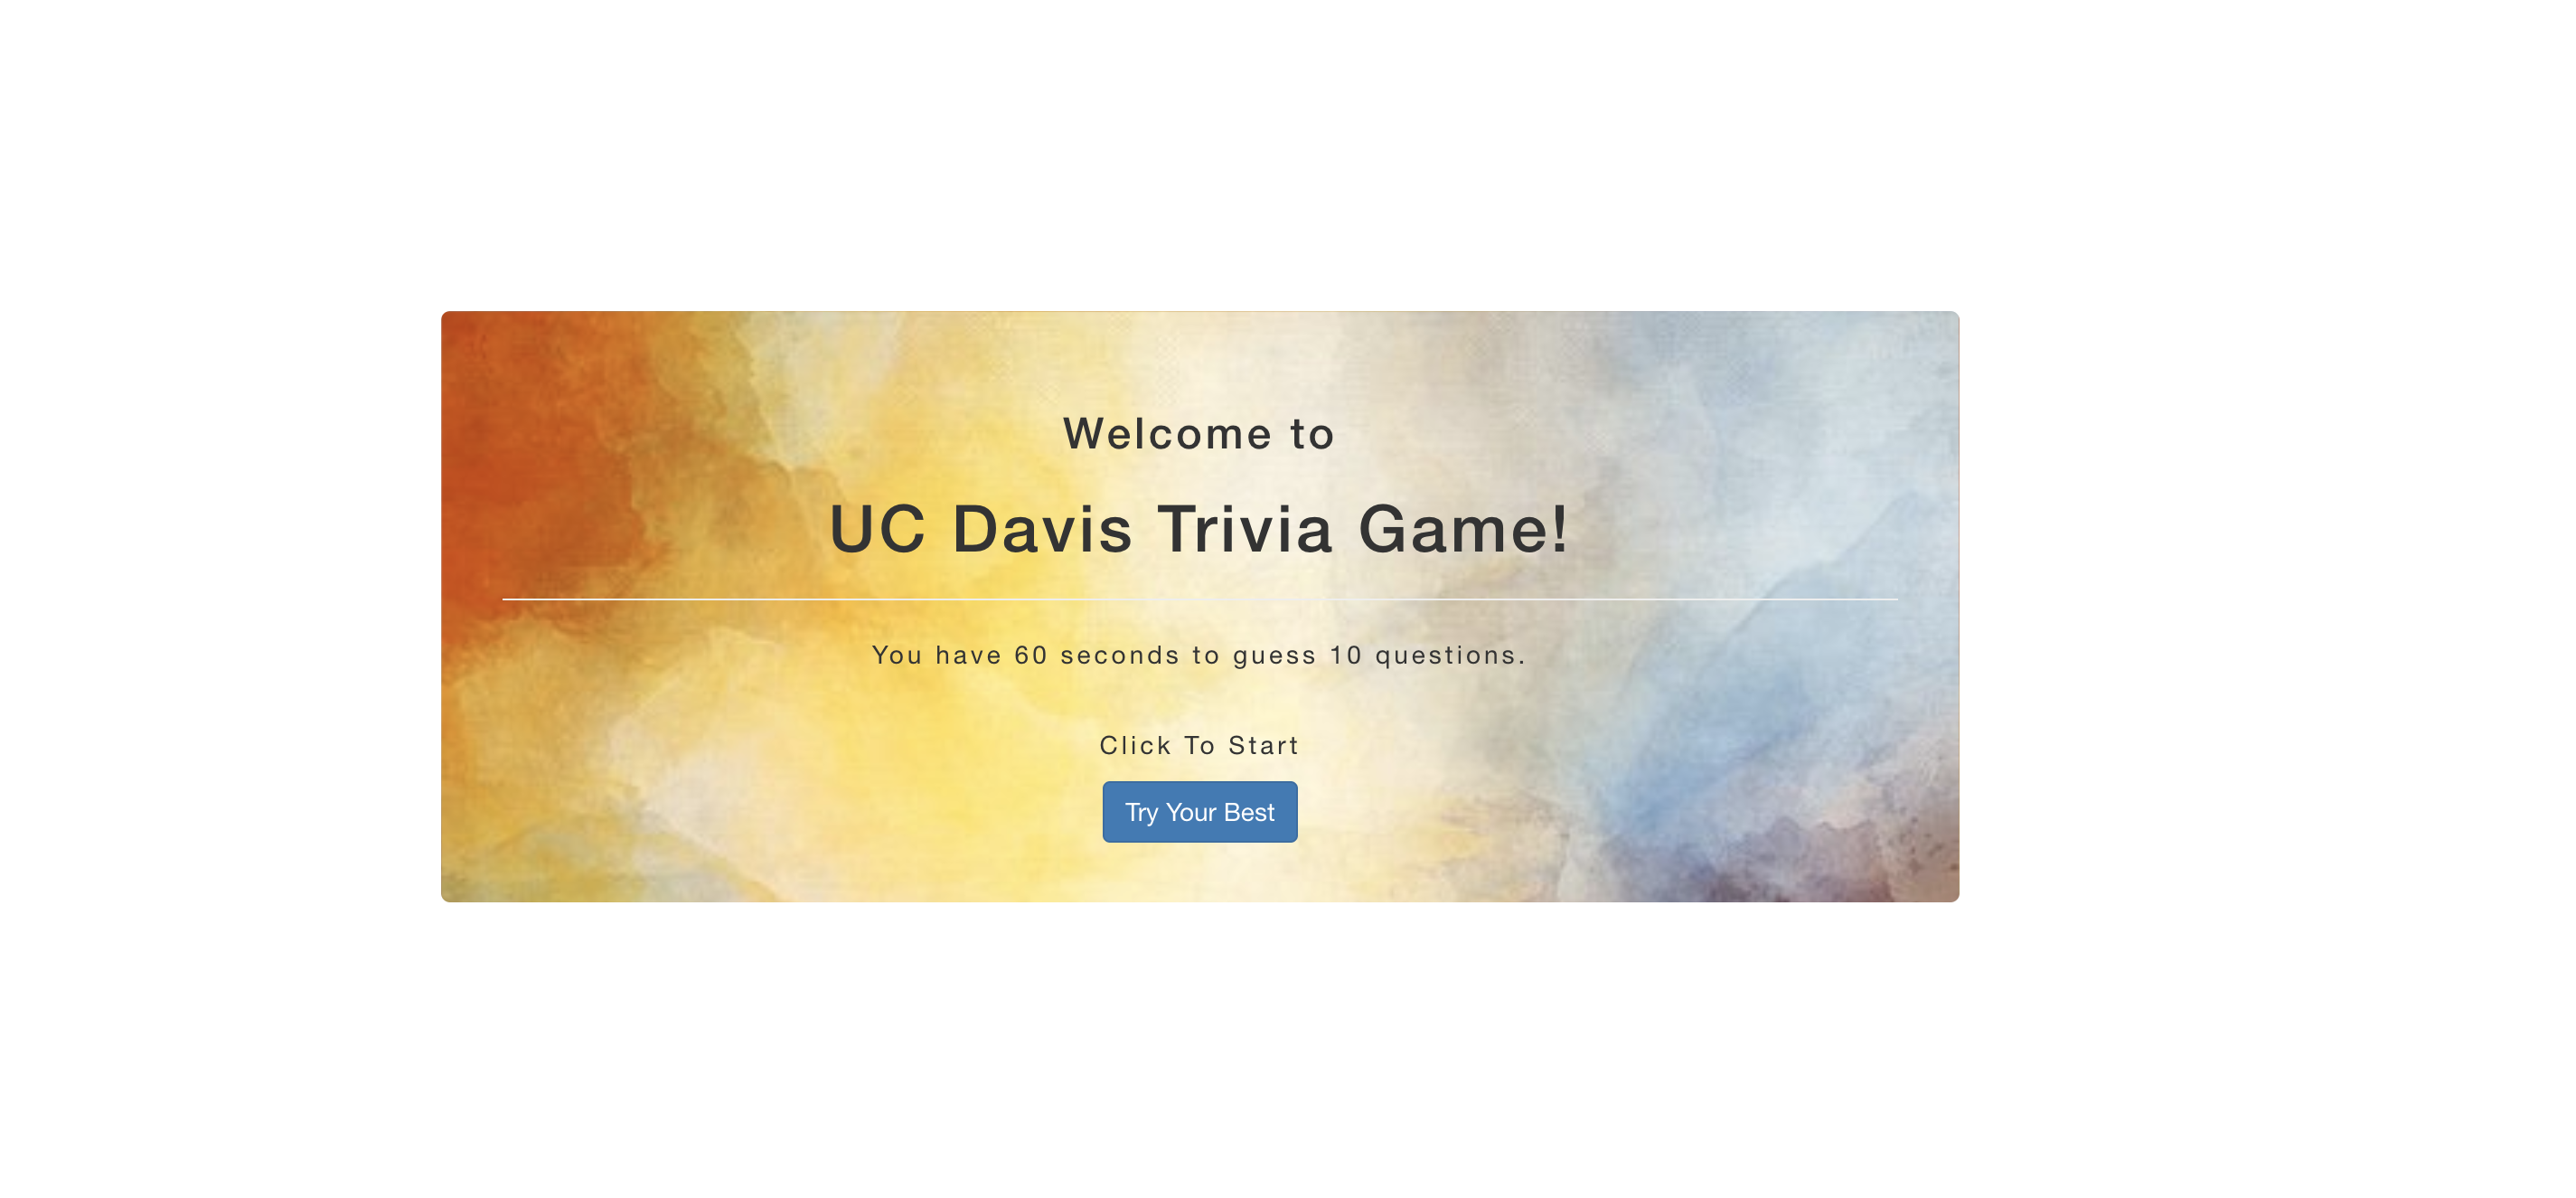 Welcome to
UC Davis Trivia Game!
You have 60 seconds to guess 10 questions.
Click To Start
Try Your Best